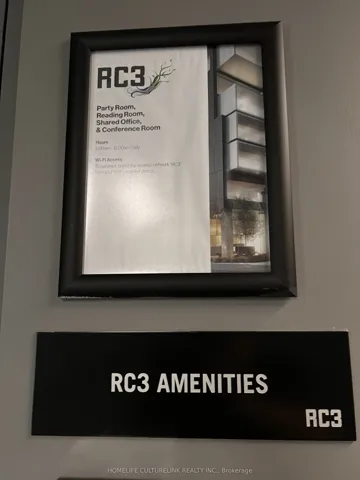 RC3
Party Room,
Reading Room,
Shared Office,
& Conference Room
Hours
Wi-Fi Access
RC3 AMENITIES
RC3
HOMELIFE CULTURELINK REALTY INC., Brokerage